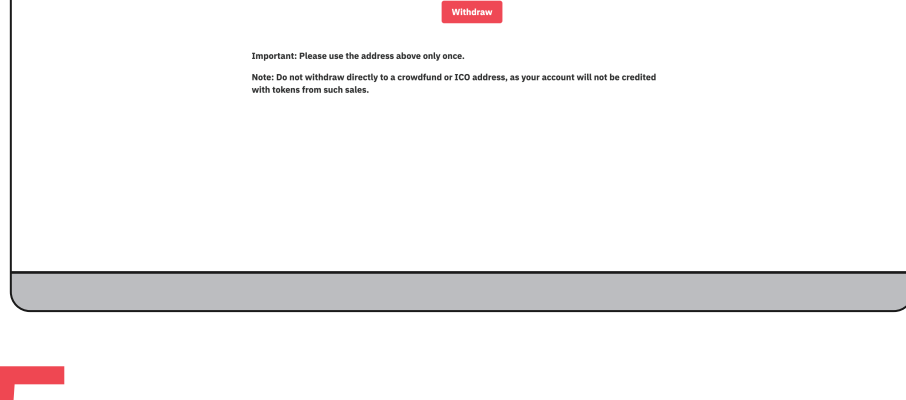 Withdraw
Important: Please use the address above only once.
Note: Do not withdraw directly to a crowdfund or ICO address, as your account will not be credited
with tokens from such sales.